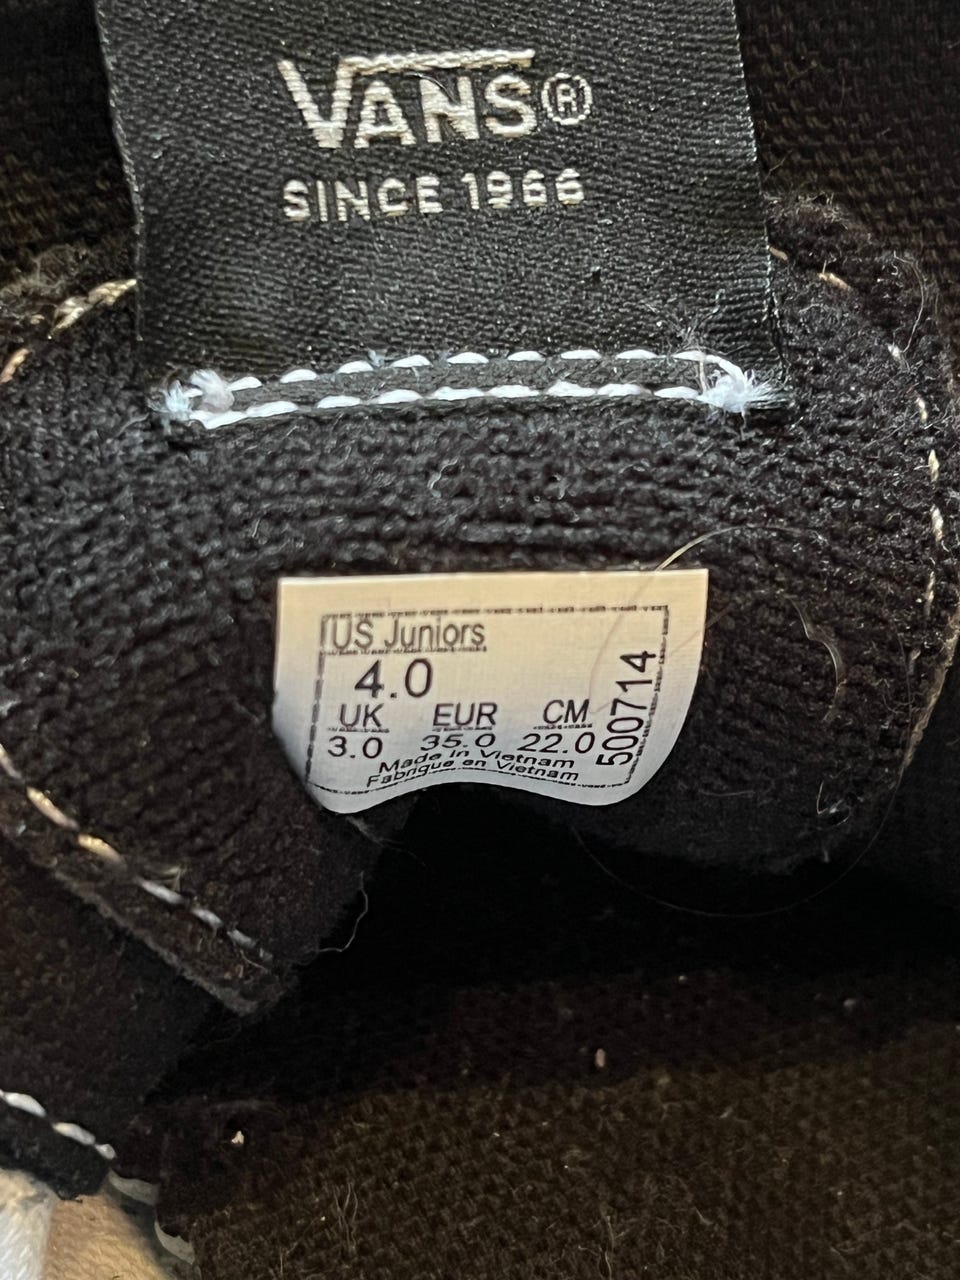 VANS®
SINCE 1966
US Juniors
4.0
UK EUR CM
3.0 35.0 22.0
Made in Vietnam
Fabrique en Vietnam
500714